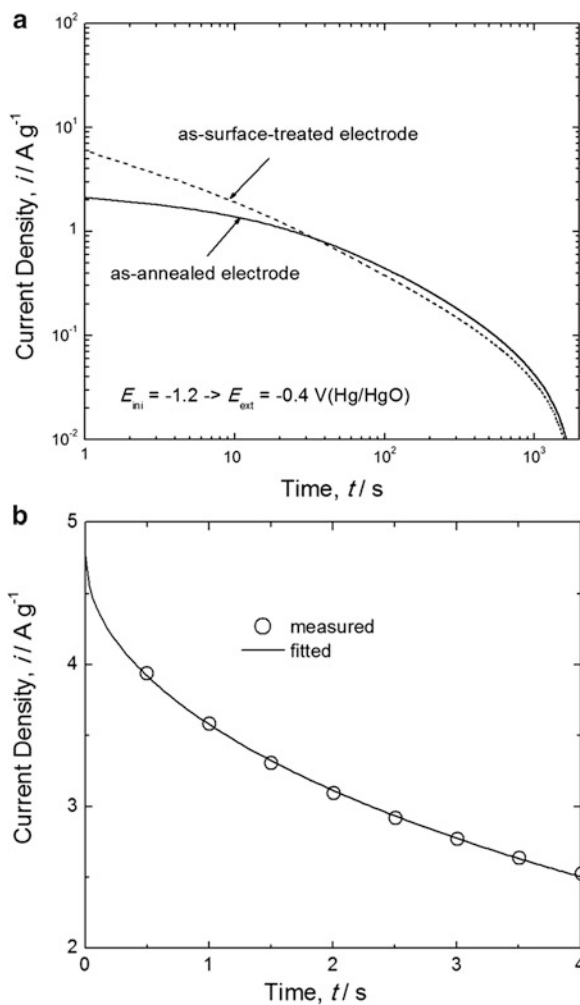 a
10²
10¹
1
10⁻¹
10⁻²
Current Density, i / A g⁻¹
as-surface-treated electrode
as-annealed electrode
E_ini = -1.2 -> E_ext = -0.4 V(Hg/HgO)
1 10 10² 10³
Time, t / s
b
5
4
3
2
Current Density, i / A g⁻¹
measured
fitted
0 1 2 3 4
Time, t / s